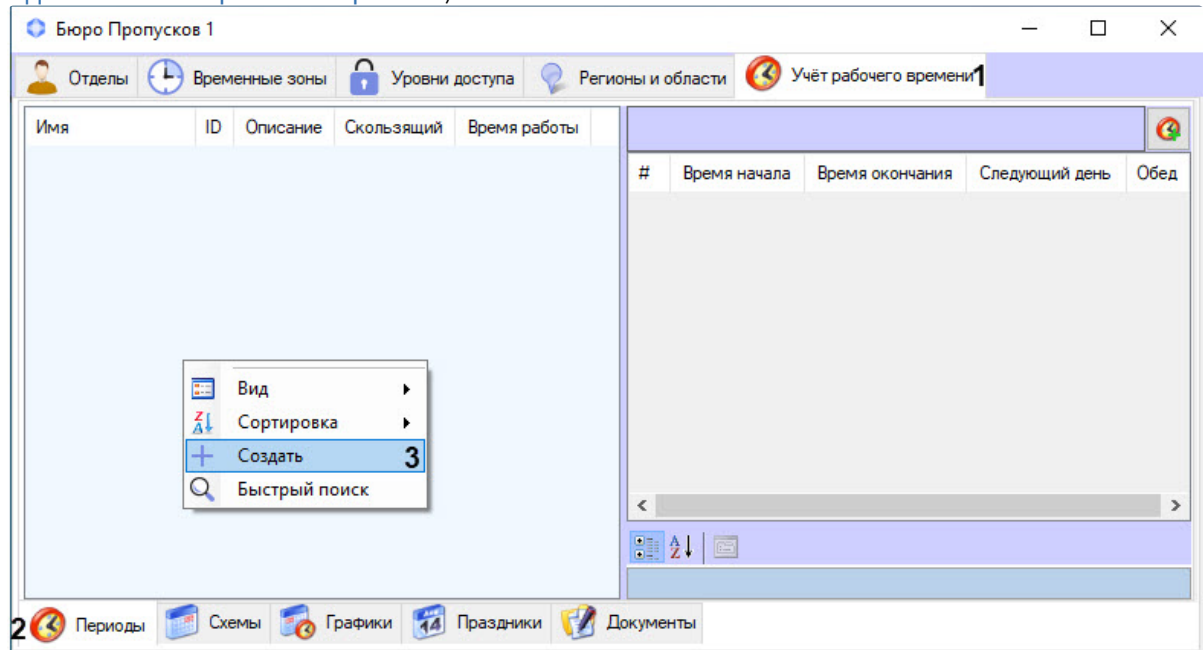 Бюро Пропусков 1
Отделы Временные зоны Уровни доступа Регионы и области Учёт рабочего времени 1
Имя ID Описание Скользящий Время работы
# Время начала Время окончания Следующий день Обед
Вид
Сортировка
Создать 3
Быстрый поиск
2 Периоды Схемы Графики Праздники Документы